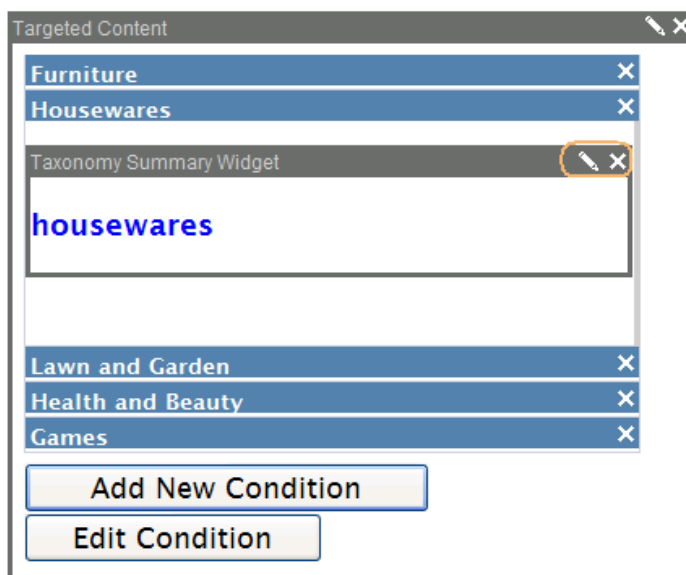 Targeted Content
Furniture
Housewares
Taxonomy Summary Widget
housewares
Lawn and Garden
Health and Beauty
Games
Add New Condition
Edit Condition